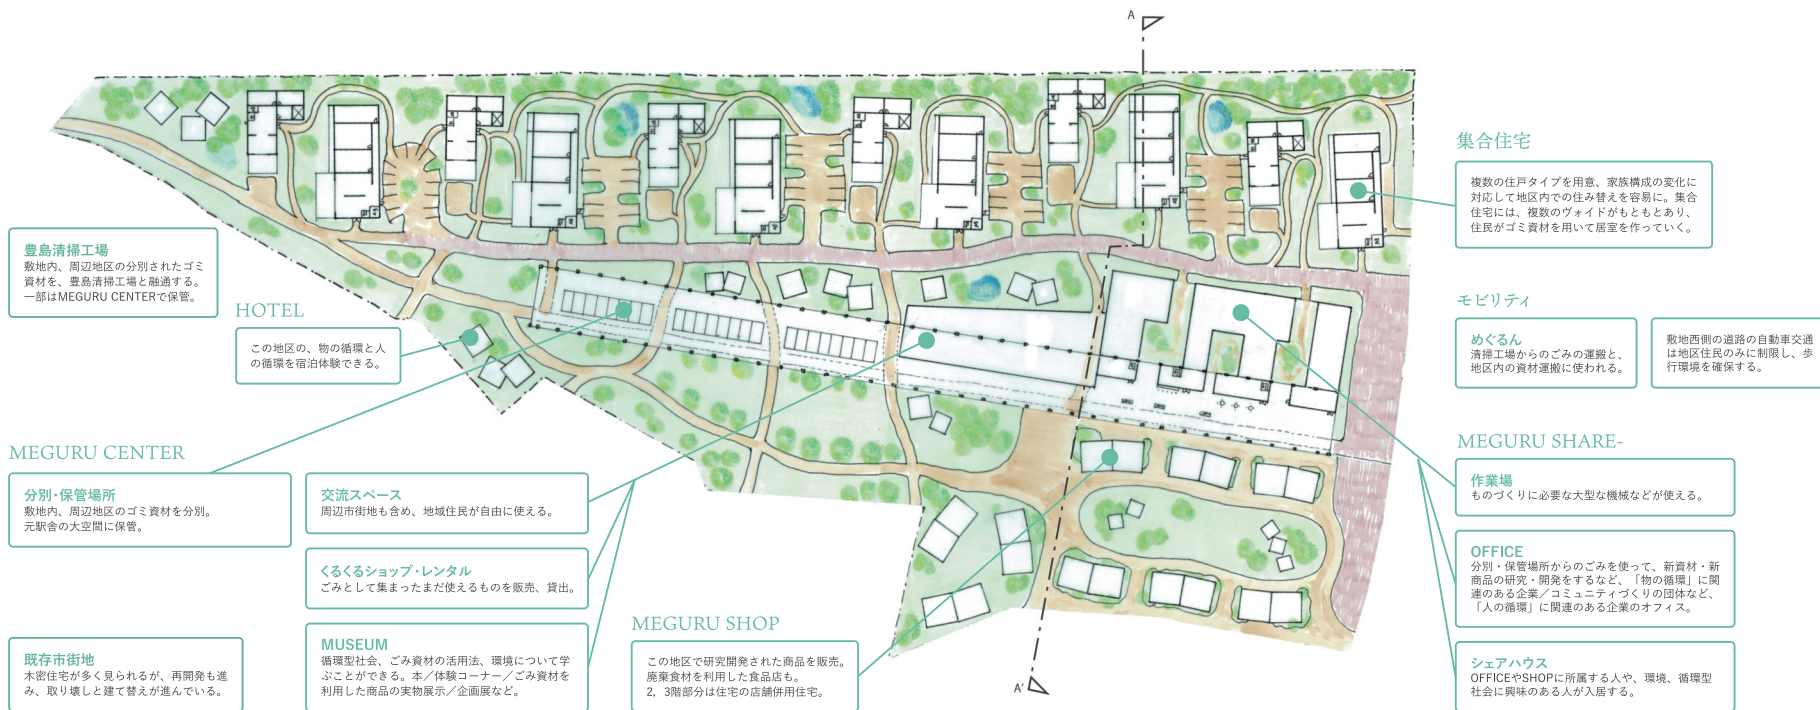 A
集合住宅
複数の住戸タイプを用意、家族構成の変化に
対応して地区内での住み替えを容易に。集合
住宅には、複数のヴォイドがもともとあり、
住民がゴミ資材を用いて居室を作っていく。
豊島清掃工場
敷地内、周辺地区の分別されたゴミ
資材を、豊島清掃工場と融通する。
一部はMEGURU CENTERで保管。
HOTEL
この地区の、物の循環と人
の循環を宿泊体験できる。
モビリティ
めぐるん
清掃工場からのごみの運搬と、
地区内の資材運搬に使われる。
敷地西側の道路の自動車交通
は地区住民のみに制限し、歩
行環境を確保する。
MEGURU CENTER
分別・保管場所
敷地内、周辺地区のゴミ資材を分別。
元駅舎の大空間に保管。
交流スペース
周辺市街地も含め、地域住民が自由に使える。
くるくるショップ・レンタル
ごみとして集まったまだ使えるものを販売、貸出。
MUSEUM
循環型社会、ごみ資材の活用法、環境について学
ぶことができる。本／体験コーナー／ごみ資材を
利用した商品の実物展示／企画展など。
既存市街地
木密住宅が多く見られるが、再開発も進
み、取り壊しと建て替えが進んでいる。
MEGURU SHOP
この地区で研究開発された商品を販売。
廃棄食材を利用した食品店も。
2，3階部分は住宅の店舗併用住宅。
MEGURU SHARE-
作業場
ものづくりに必要な大型な機械などが使える。
OFFICE
分別・保管場所からのごみを使って、新資材・新
商品の研究・開発をするなど、「物の循環」に関
連のある企業／コミュニティづくりの団体など、
「人の循環」に関連のある企業のオフィス。
シェアハウス
OFFICEやSHOPに所属する人や、環境、循環型
社会に興味のある人が入居する。
A'